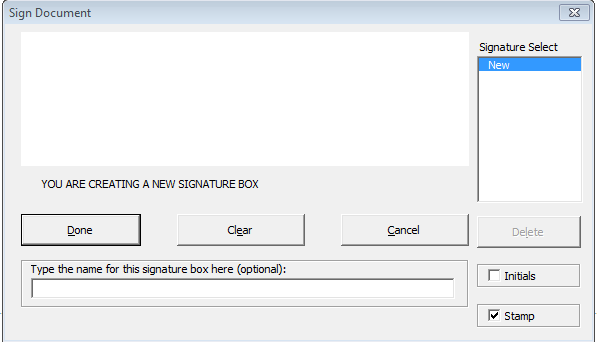 Sign Document
Signature Select
New
YOU ARE CREATING A NEW SIGNATURE BOX
Done
Clear
Cancel
Delete
Type the name for this signature box here (optional):
Initials
Stamp